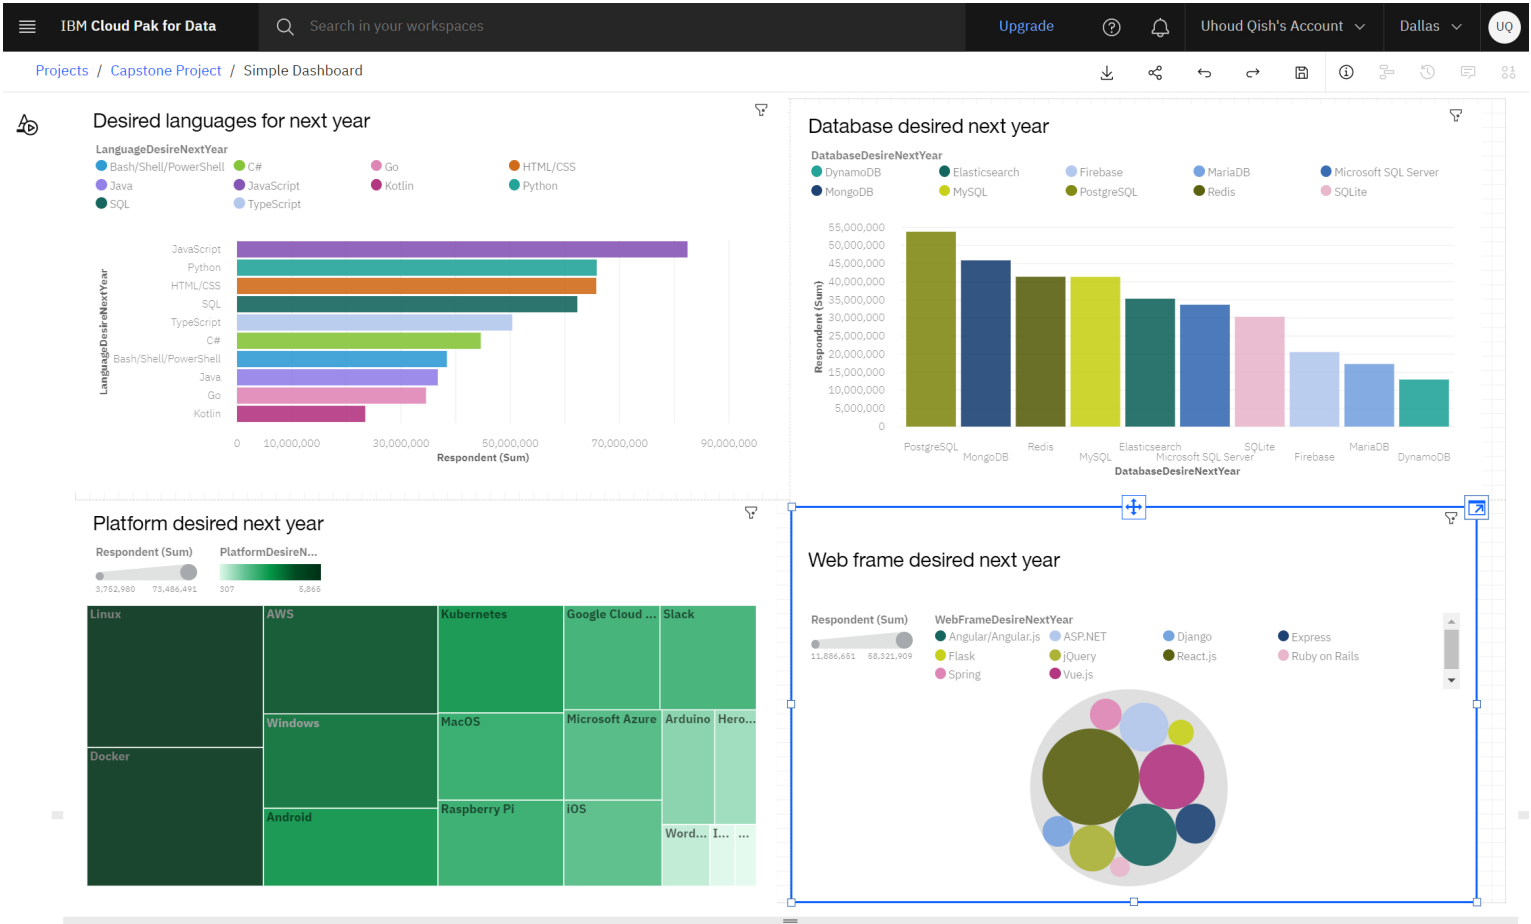 IBM Cloud Pak for Data
Search in your workspaces
Upgrade
Uhoud Qish's Account
Dallas
UQ
Projects / Capstone Project / Simple Dashboard
Desired languages for next year
LanguageDesireNextYear
Bash/Shell/PowerShell C# Go HTML/CSS
Java JavaScript Kotlin Python
SQL TypeScript
LanguageDesireNextYear
JavaScript
Python
HTML/CSS
SQL
TypeScript
C#
Bash/Shell/PowerShell
Java
Go
Kotlin
0 10,000,000 30,000,000 50,000,000 70,000,000 90,000,000
Respondent (Sum)
Database desired next year
DatabaseDesireNextYear
DynamoDB Elasticsearch Firebase MariaDB Microsoft SQL Server
MongoDB MySQL PostgreSQL Redis SQLite
Respondent (Sum)
55,000,000
50,000,000
45,000,000
40,000,000
35,000,000
30,000,000
25,000,000
20,000,000
15,000,000
10,000,000
5,000,000
0
PostgreSQL Redis Elasticsearch SQLite MariaDB
MongoDB MySQL Microsoft SQL Server Firebase DynamoDB
DatabaseDesireNextYear
Platform desired next year
Respondent (Sum) PlatformDesireN...
3,752,980 73,486,491 307 5,865
Linux AWS Kubernetes Google Cloud ... Slack
Windows MacOS Microsoft Azure Arduino Hero...
Docker
Android Raspberry Pi iOS
Word... I... ...
Web frame desired next year
Respondent (Sum) WebFrameDesireNextYear
11,886,651 58,321,909
Angular/Angular.js ASP.NET Django Express
Flask jQuery React.js Ruby on Rails
Spring Vue.js